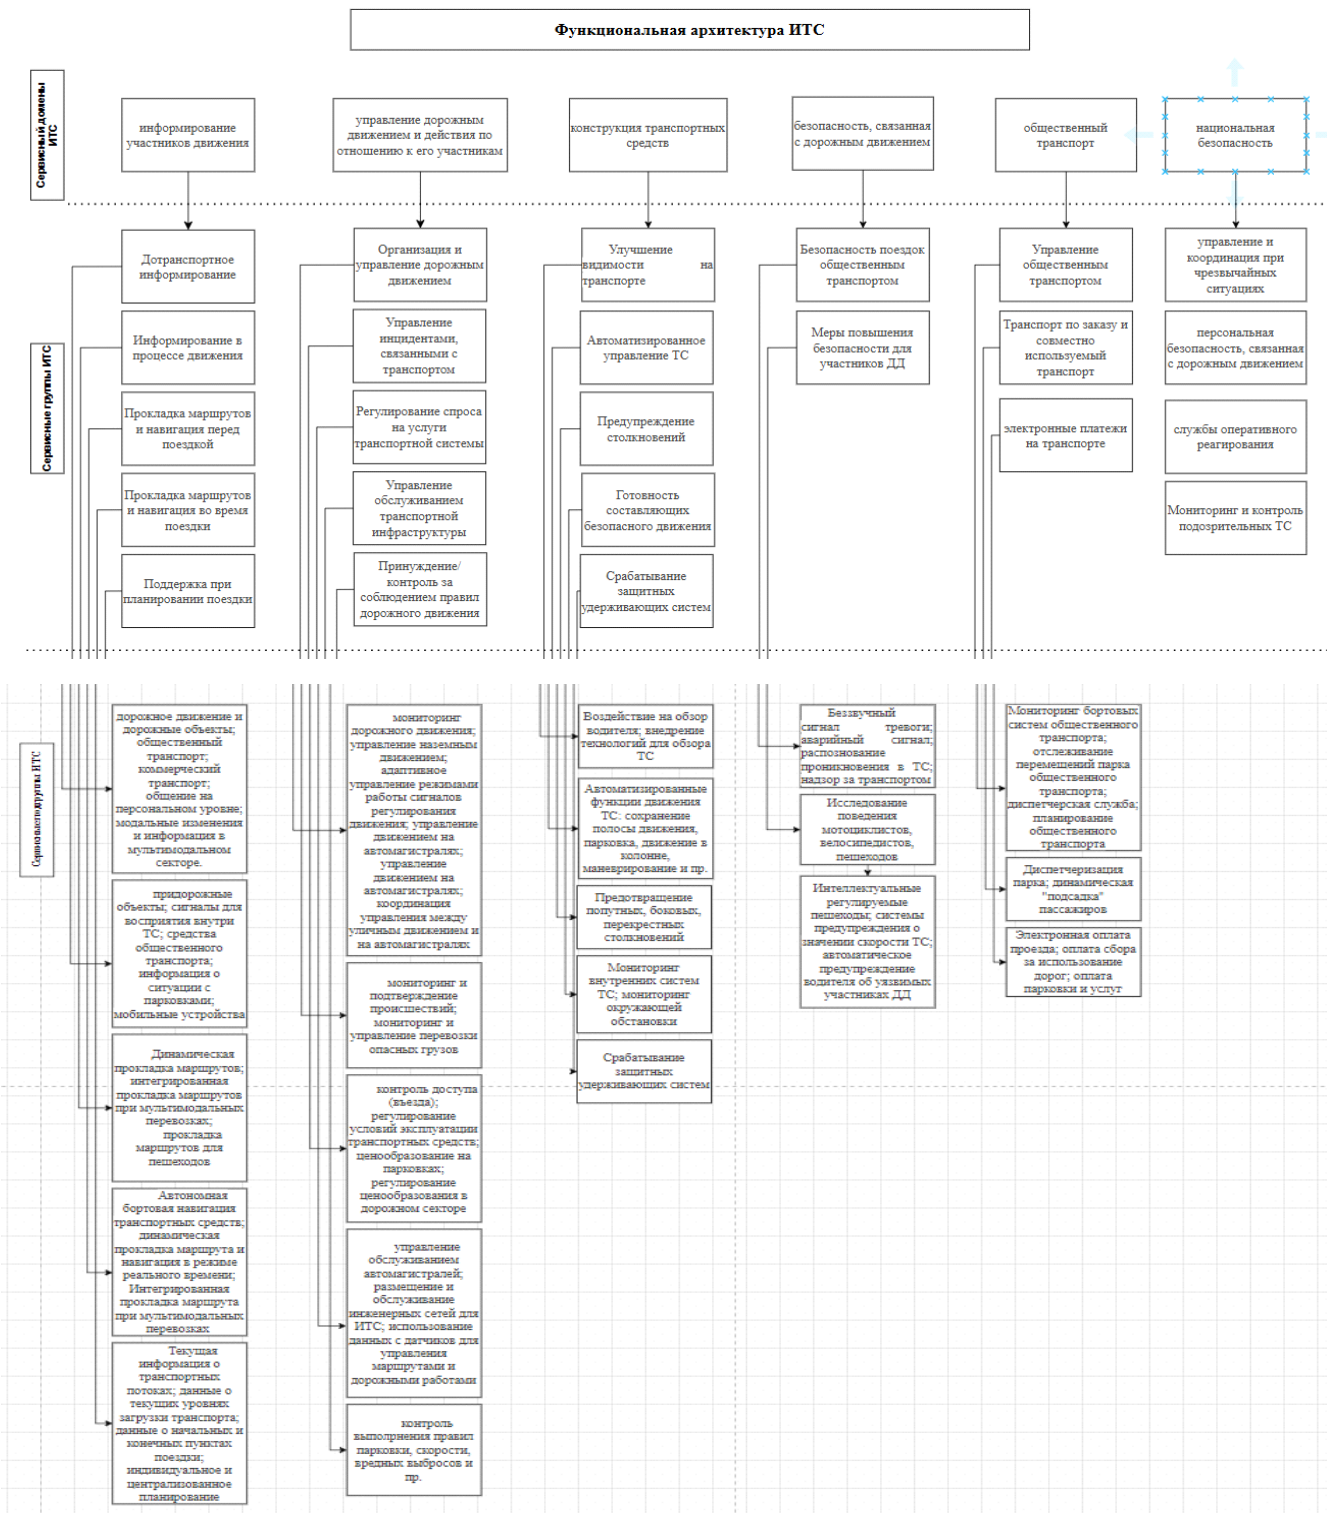 Функциональная архитектура ИТС
Сервисный домены
ИТС
информирование
участников движения
управление дорожным
движением и действия по
отношению к его участникам
конструкция транспортных
средств
безопасность, связанная
с дорожным движением
общественный
транспорт
национальная
безопасность
Сервисные группы ИТС
Дотранспортное
информирование
Информирование в
процессе движения
Прокладка маршрутов
и навигация перед
поездкой
Прокладка маршрутов
и навигация во время
поездки
Поддержка при
планировании поездки
Организация и
управление дорожным
движением
Управление
инцидентами,
связанными с
транспортом
Регулирование спроса
на услуги
транспортной системы
Управление
обслуживанием
транспортной
инфраструктуры
Принуждение/
контроль за
соблюдением правил
дорожного движения
Улучшение
видимости на
транспорте
Автоматизированное
управление ТС
Предупреждение
столкновений
Готовность
составляющих
безопасного движения
Срабатывание
защитных
удерживающих систем
Безопасность поездок
общественным
транспортом
Меры повышения
безопасности для
участников ДД
Управление
общественным
транспортом
Транспорт по заказу и
совместно
используемый
транспорт
электронные платежи
на транспорте
управление и
координация при
чрезвычайных
ситуациях
персональная
безопасность, связанная
с дорожным движением
службы оперативного
реагирования
Мониторинг и контроль
подозрительных ТС
Сервисные подгруппы ИТС
дорожное движение и
дорожные объекты;
общественный
транспорт;
коммерческий
транспорт;
общение на
персональном уровне;
модальные изменения
и информация в
мультимодальном
секторе.
придорожные
объекты; сигналы для
восприятия внутри
ТС; средства
общественного
транспорта;
информация о
ситуации с
парковками;
мобильные устройства
Динамическая
прокладка маршрутов;
интегрированная
прокладка маршрутов
при мультимодальных
перевозках;
прокладка
маршрутов для
пешеходов
Автономная
бортовая навигация
транспортных средств;
динамическая
прокладка маршрута и
навигация в режиме
реального времени;
Интегрированная
прокладка маршрута
при мультимодальных
перевозках
Текущая
информация о
транспортных
потоках; данные о
текущих уровнях
загрузки транспорта;
данные о начальных и
конечных пунктах
поездки;
индивидуальное и
централизованное
планирование
мониторинг
дорожного движения;
управление наземным
движением;
адаптивное
управление режимами
работы сигналов
регулирования
движения; управление
движением на
автомагистралях;
управление
движением на
автомагистралях;
координация
управления между
уличным движением и
на автомагистралях
мониторинг и
подтверждение
происшествий;
мониторинг и
управление перевозки
опасных грузов
контроль доступа
(въезда);
регулирование
условий эксплуатации
транспортных средств;
ценообразование на
парковках;
регулирование
ценообразования в
дорожном секторе
управление
обслуживанием
автомагистралей;
размещение и
обслуживание
инженерных сетей для
ИТС; использование
данных с датчиков для
управления
маршрутами и
дорожными работами
контроль
выполрнения правил
парковки, скорости,
вредных выбросов и
пр.
Воздействие на обзор
водителя; внедрение
технологий для обзора
ТС
Автоматизированные
функции движения
ТС: сохранение
полосы движения,
парковка, движение в
колонне,
маневрирование и пр.
Предотвращение
попутных, боковых,
перекрестных
столкновений
Мониторинг
внутренних систем
ТС; мониторинг
окружающей
обстановки
Срабатывание
защитных
удерживающих систем
Беззвучный
сигнал тревоги;
аварийный сигнал;
распознование
проникновения в ТС;
надзор за транспортом
Исследование
поведения
мотоциклистов,
велосипедистов,
пешеходов
Интеллектуальные
регулируемые
пешеходы; системы
предупреждения о
значении скорости ТС;
автоматическое
предупреждение
водителя об уязвимых
участниках ДД
Мониторинг бортовых
систем общественного
транспорта;
отслеживание
перемещений парка
общественного
транспорта;
диспетчерская служба;
планирование
общественного
транспорта
Диспетчеризация
парка; динамическая
"подсадка"
пассажиров
Электронная оплата
проезда; оплата сбора
за использование
дорог; оплата
парковки и услуг